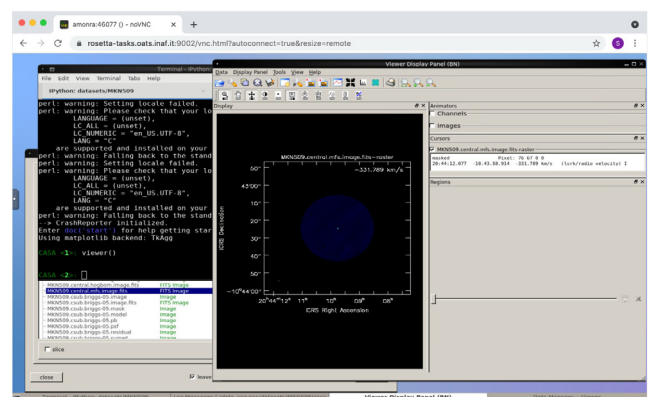 amonra:46077 () - noVNC
rosetta-tasks.oats.inaf.it:9002/vnc.html?autoconnect=true&resize=remote
S
Terminal - IPython
File Edit View Terminal Tabs Help
IPython: datasets/MKN509
perl: warning: Setting locale failed.
perl: warning: Please check that your lo
LANGUAGE = (unset),
LC_ALL = (unset),
LC_NUMERIC = "en_US.UTF-8",
LANG = "C"
are supported and installed on your
perl: warning: Falling back to the stand
perl: warning: Setting locale failed.
perl: warning: Please check that your lo
LANGUAGE = (unset),
LC_ALL = (unset),
LC_NUMERIC = "en_US.UTF-8",
LANG = "C"
are supported and installed on your
perl: warning: Falling back to the stand
--> CrashReporter initialized.
Enter doc('start') for help getting star
Using matplotlib backend: TkAgg
CASA <1>: viewer()
CASA <2>:
MKN509.central.hogbom.image.fits FITS Image
MKN509.central.mfs.image.fits FITS Image
MKN509.csub.briggs-05.image Image
MKN509.csub.briggs-05.image.fits FITS Image
MKN509.csub.briggs-05.mask Image
MKN509.csub.briggs-05.model Image
MKN509.csub.briggs-05.pb Image
MKN509.csub.briggs-05.psf Image
MKN509.csub.briggs-05.residual Image
MKN509.csub.briggs-05.sumwt Image
slice
close
leave
Viewer Display Panel (BN)
Data Display Panel Tools View Help
Display
MKN509.central.mfs.image.fits-raster
-331.789 km/s
50"
43'00"
10"
20"
30"
40"
50"
-10°44'00"
20h44m12s 11s 10s 09s 08s
ICRS Right Ascension
ICRS Declination
Animators
Channels
Images
Cursors
MKN509.central.mfs.image.fits-raster
masked Pixel: 76 67 0 0
20:44:12.077 -10.43.58.914 -331.789 km/s (lsrk/radio velocity) I
Regions
Viewer Display Panel (BN)